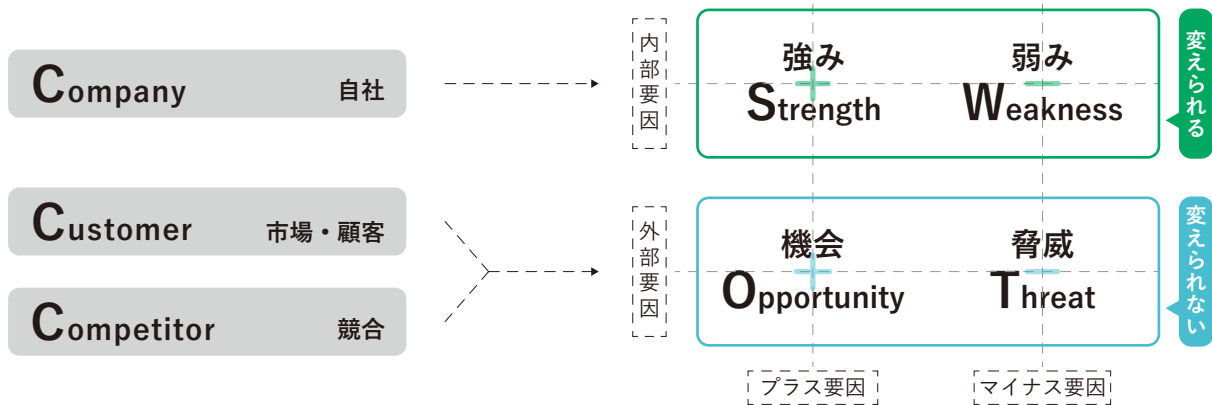 Company 自社
内部要因
強み
Strength
弱み
Weakness
変えられる
Customer 市場・顧客
Competitor 競合
外部要因
機会
Opportunity
脅威
Threat
変えられない
プラス要因
マイナス要因